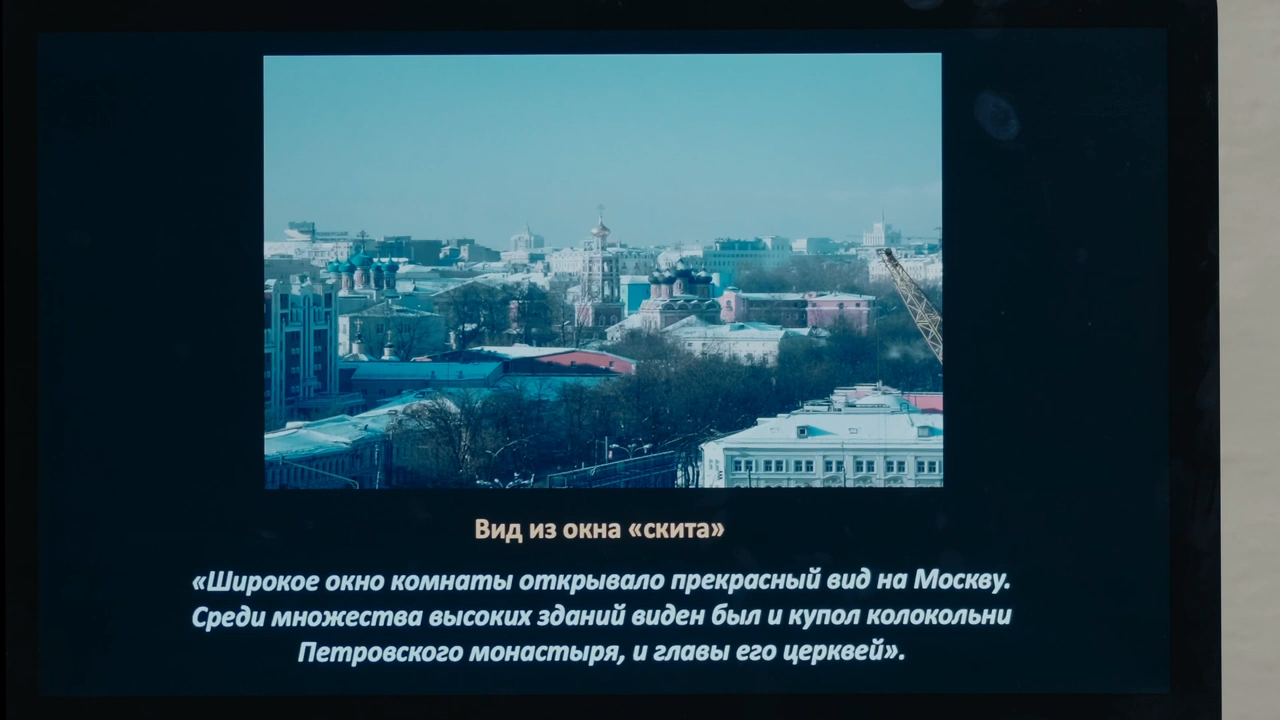 Вид из окна «скита»
«Широкое окно комнаты открывало прекрасный вид на Москву.
Среди множества высоких зданий виден был и купол колокольни
Петровского монастыря, и главы его церквей».